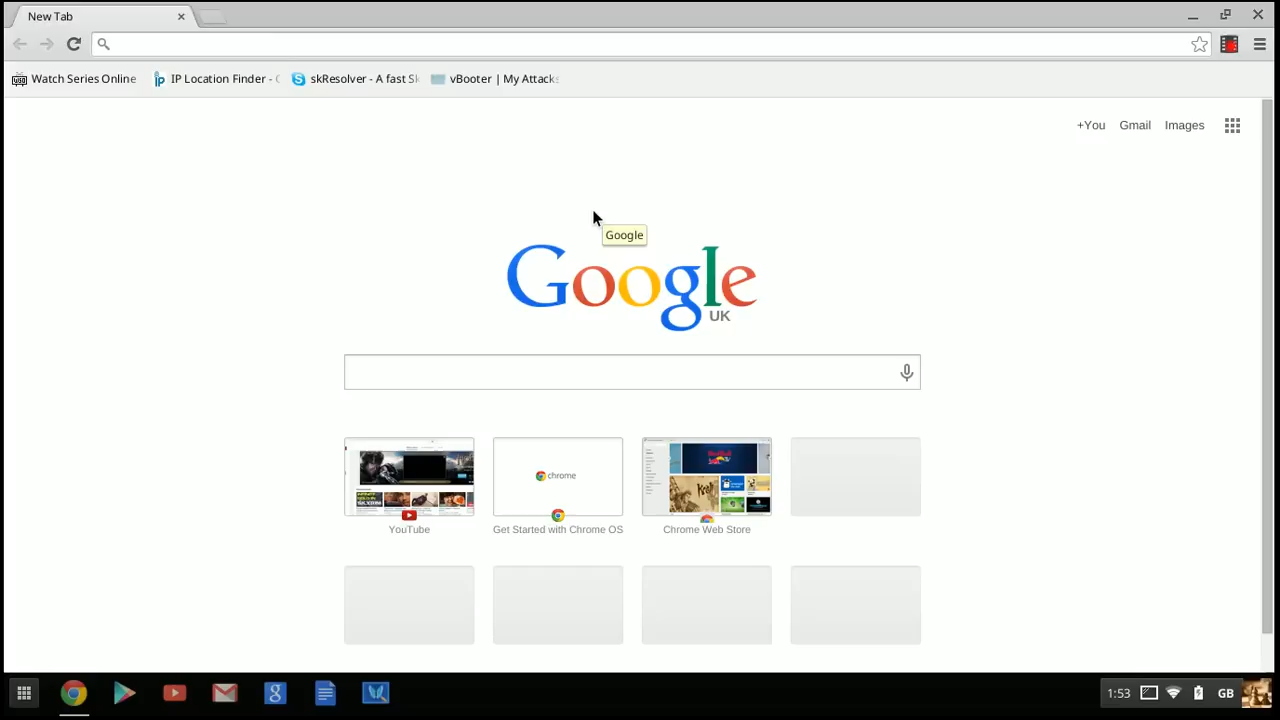 New Tab
Watch Series Online
IP Location Finder -
skResolver - A fast Sk
vBooter | My Attacks
+You Gmail Images
Google
Google
UK
chrome
YouTube
Get Started with Chrome OS
Chrome Web Store
1:53
GB